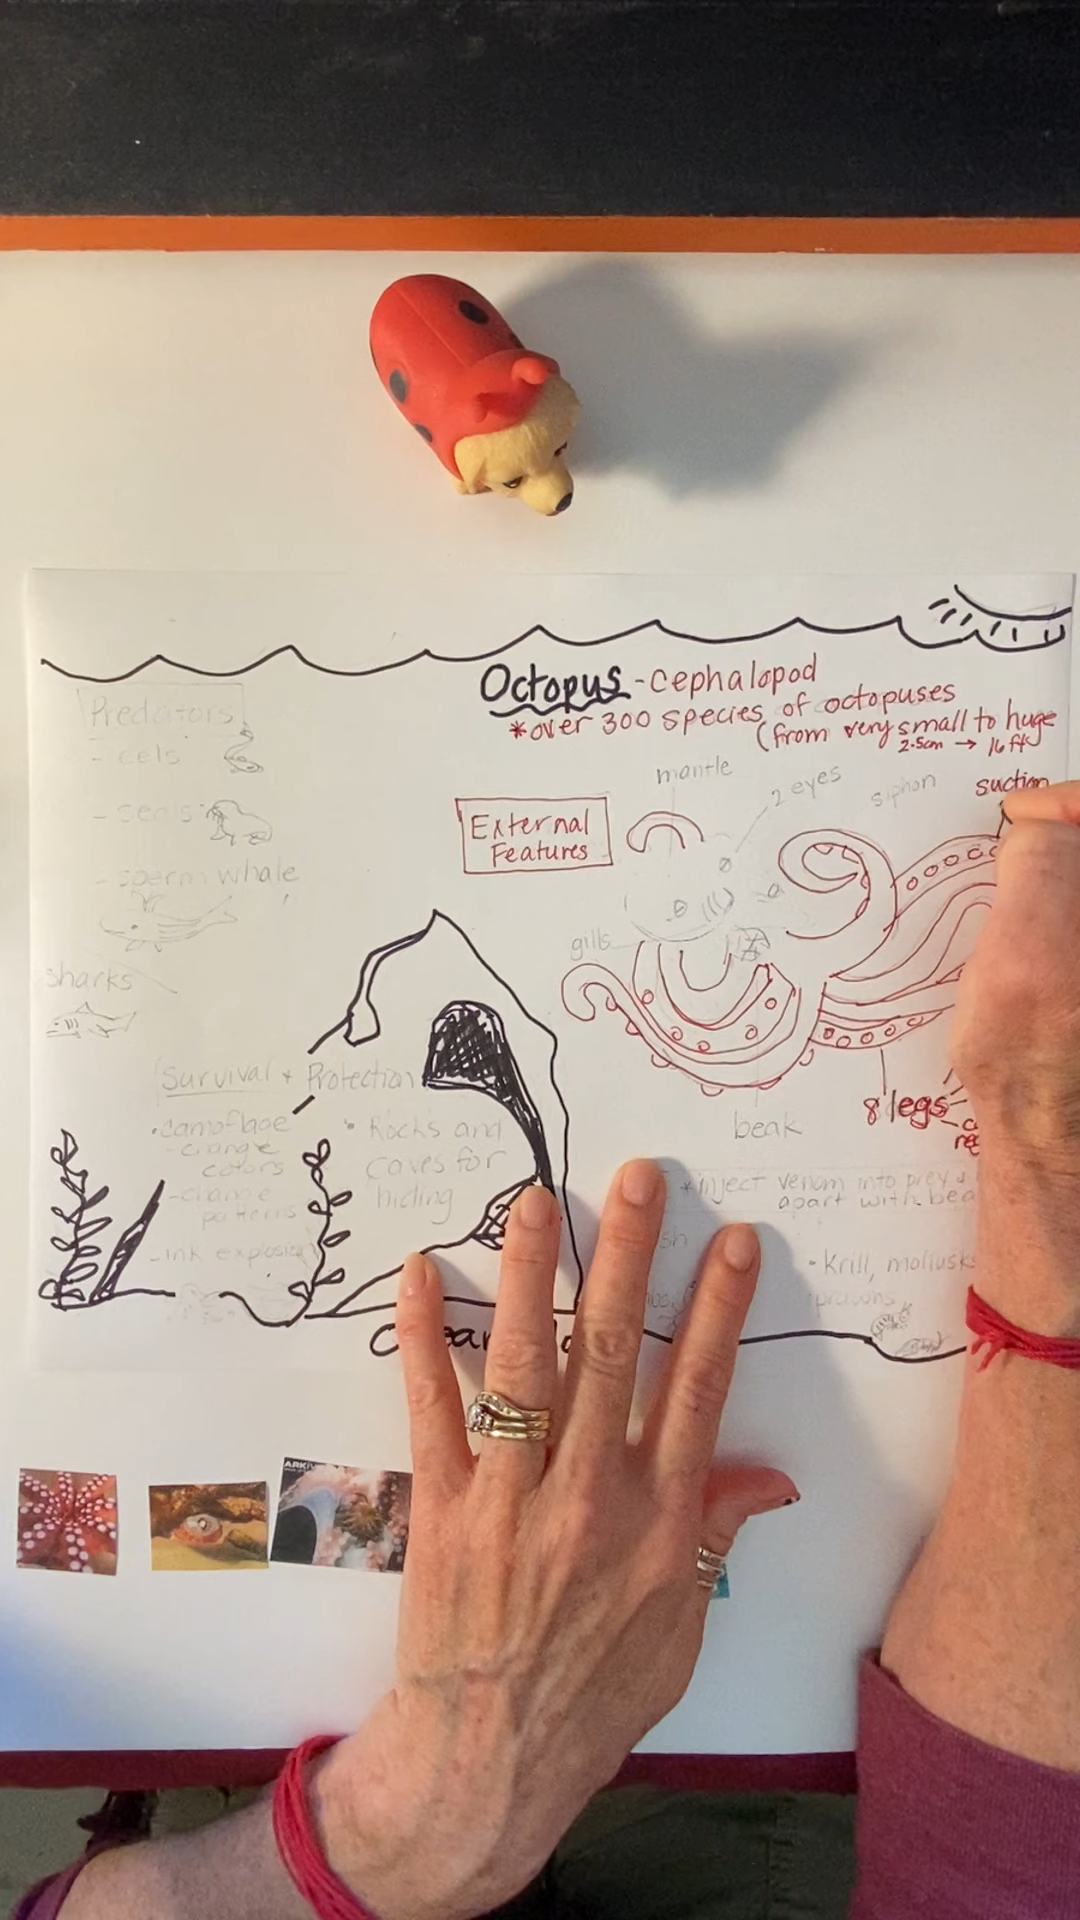 Octopus - Cephalopod
*over 300 species of octopuses
(from very small to huge
2.5cm → 16 ft
Predators
- eels
- seals
- sperm whale
sharks
mantle
2 eyes
siphon
suction
External
Features
gills
beak
8 legs
Survival + Protection
• camoflage
- change
colors
- change
patterns
- ink explosion
• Rocks and
caves for
hiding
*inject venom into prey
apart with
• Krill, mollusks
prawns
ARK